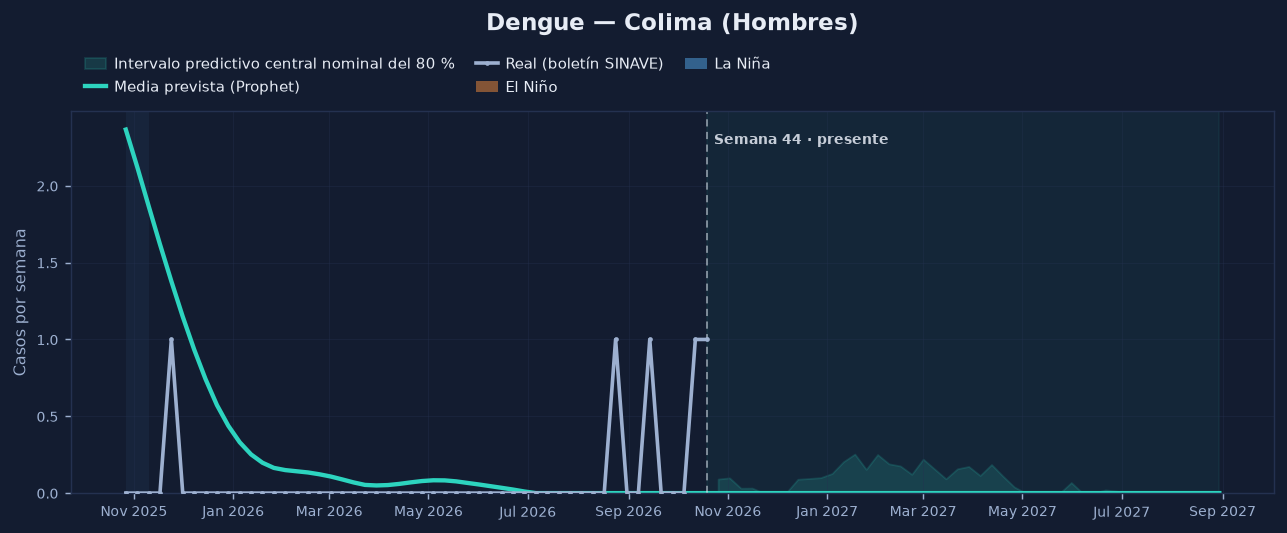 Dengue — Colima (Hombres)
Intervalo predictivo central nominal del 80 %
Real (boletín SINAVE)
La Niña
Media prevista (Prophet)
El Niño
Semana 44 · presente
Casos por semana
2.0
1.5
1.0
0.5
0.0
Nov 2025
Jan 2026
Mar 2026
May 2026
Jul 2026
Sep 2026
Nov 2026
Jan 2027
Mar 2027
May 2027
Jul 2027
Sep 2027